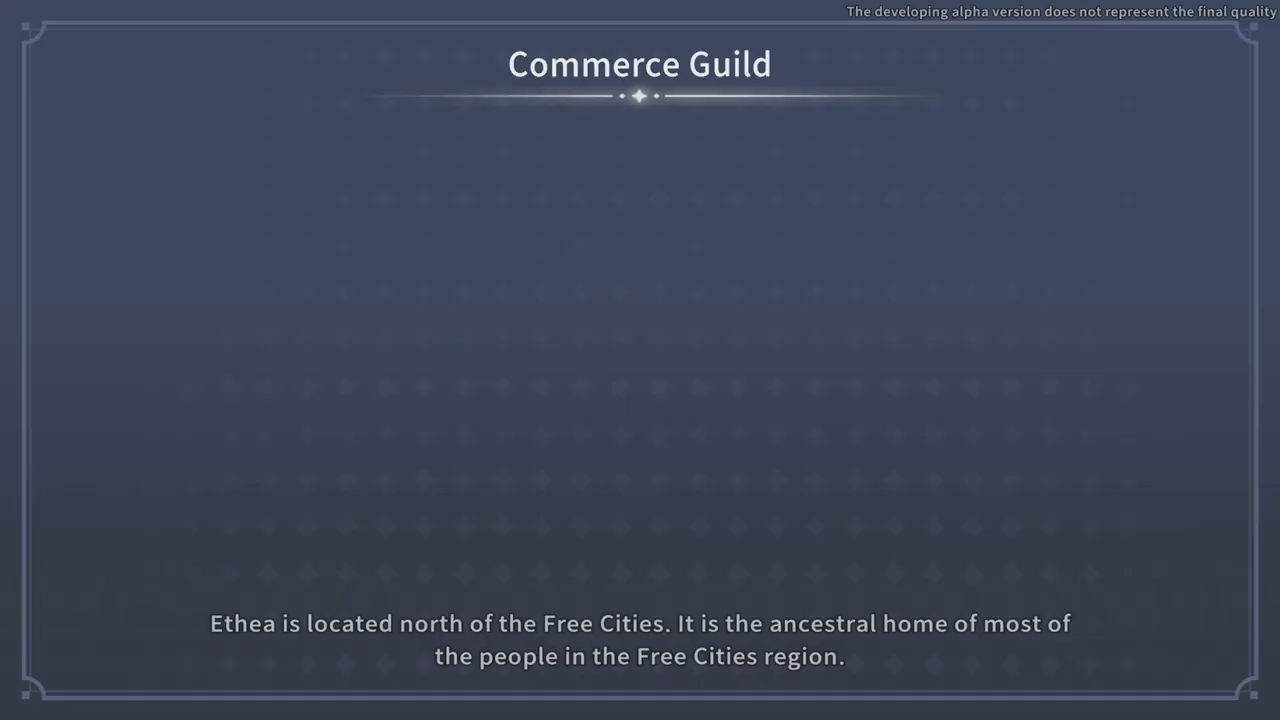 The developing alpha version does not represent the final quality
Commerce Guild
Ethea is located north of the Free Cities. It is the ancestral home of most of
the people in the Free Cities region.